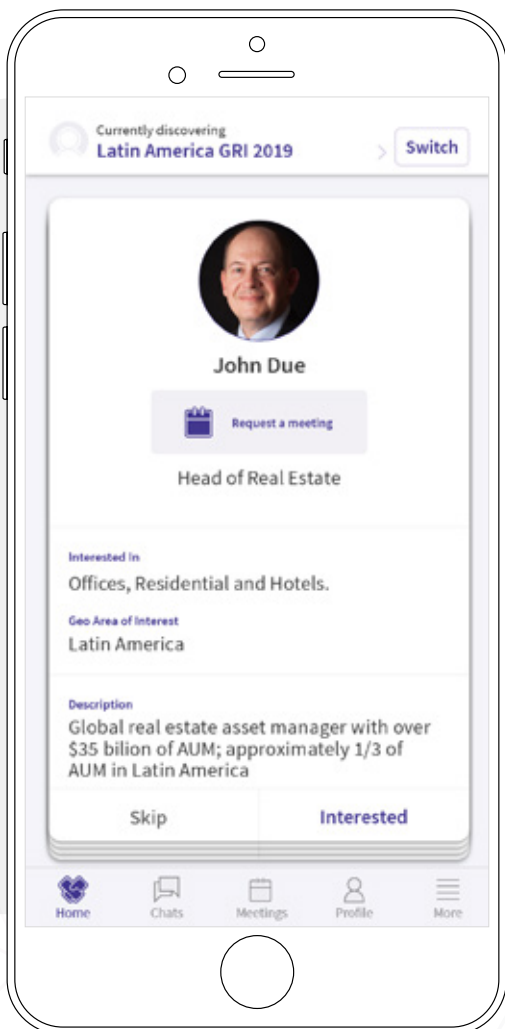 Currently discovering
Latin America GRI 2019
Switch
John Due
Request a meeting
Head of Real Estate
Interested In
Offices, Residential and Hotels.
Geo Area of Interest
Latin America
Description
Global real estate asset manager with over
$35 bilion of AUM; approximately 1/3 of
AUM in Latin America
Skip
Interested
Home
Chats
Meetings
Profile
More